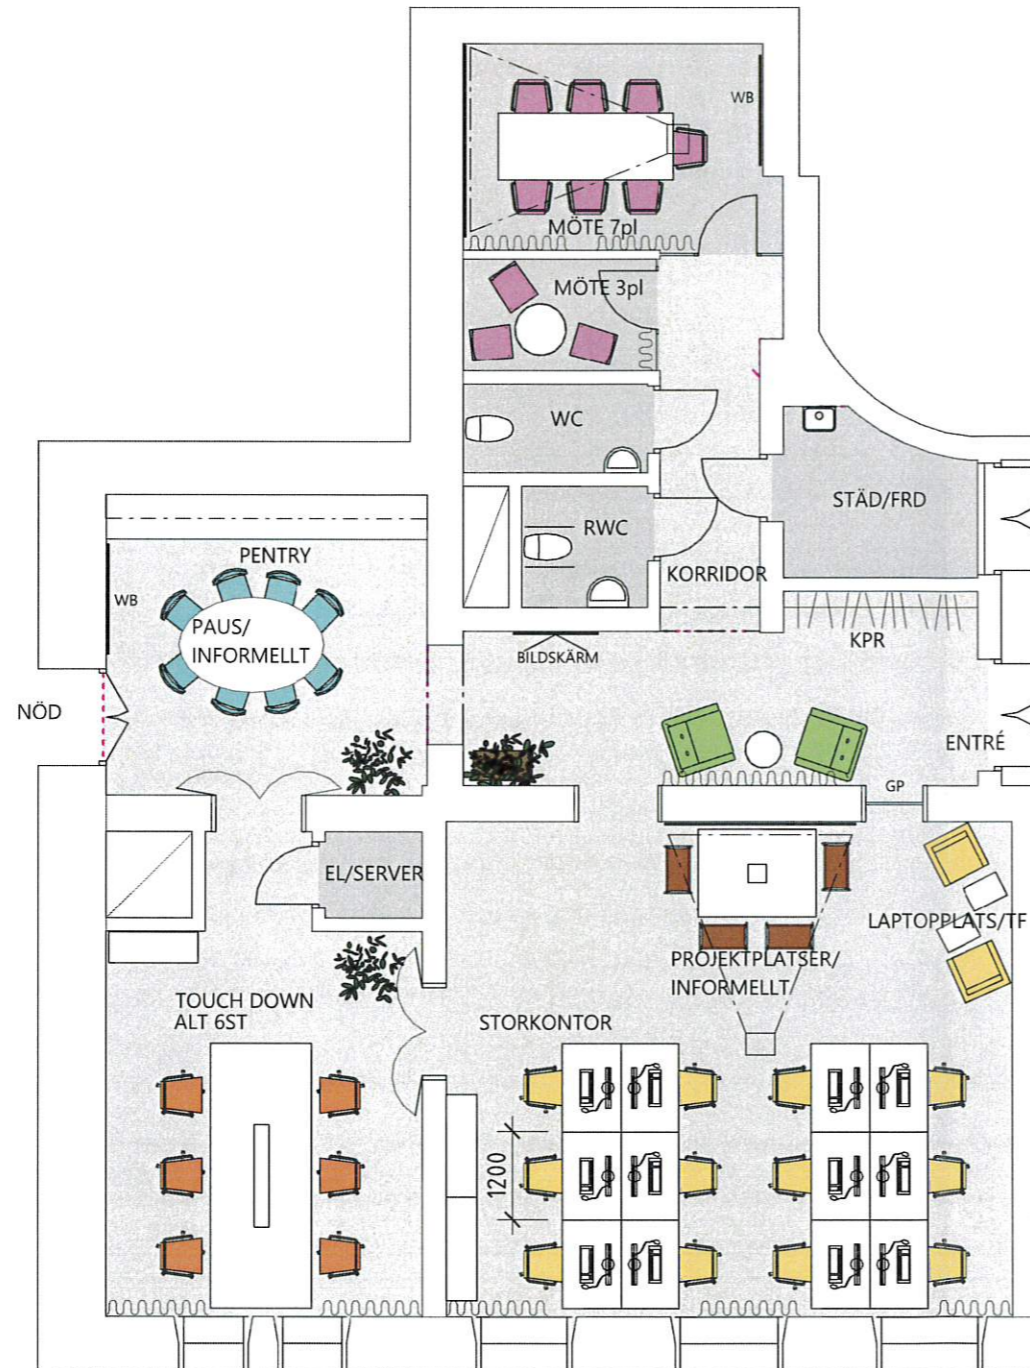 WB
MÖTE 7pl
MÖTE 3pl
WC
STÄD/FRD
RWC
PENTRY
KORRIDOR
WB
PAUS/
INFORMELLT
KPR
BILDSKÄRM
NÖD
ENTRÉ
GP
EL/SERVER
LAPTOPPLATS/TF
PROJEKTPLATSER/
INFORMELLT
TOUCH DOWN
ALT 6ST
STORKONTOR
1200